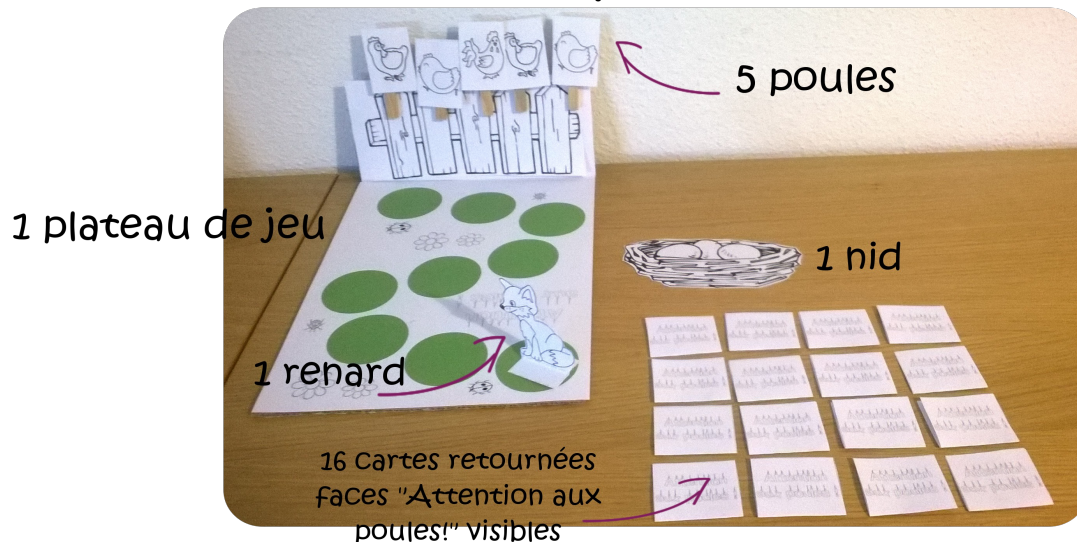 5 poules
1 plateau de jeu
1 nid
1 renard
16 cartes retournées
faces "Attention aux
poules!" visibles